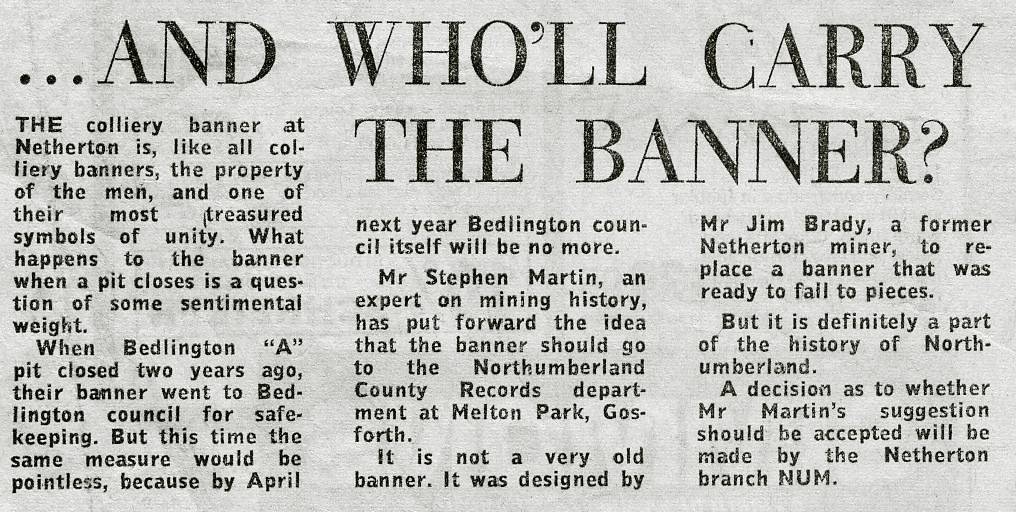 ...AND WHO'LL CARRY
THE BANNER?
THE colliery banner at
Netherton is, like all col-
liery banners, the property
of the men, and one of
their most treasured
symbols of unity. What
happens to the banner
when a pit closes is a ques-
tion of some sentimental
weight.
When Bedlington "A"
pit closed two years ago,
their banner went to Bed-
lington council for safe-
keeping. But this time the
same measure would be
pointless, because by April
next year Bedlington coun-
cil itself will be no more.
Mr Stephen Martin, an
expert on mining history,
has put forward the idea
that the banner should go
to the Northumberland
County Records depart-
ment at Melton Park, Gos-
forth.
It is not a very old
banner. It was designed by
Mr Jim Brady, a former
Netherton miner, to re-
place a banner that was
ready to fall to pieces.
But it is definitely a part
of the history of North-
umberland.
A decision as to whether
Mr Martin's suggestion
should be accepted will be
made by the Netherton
branch NUM.